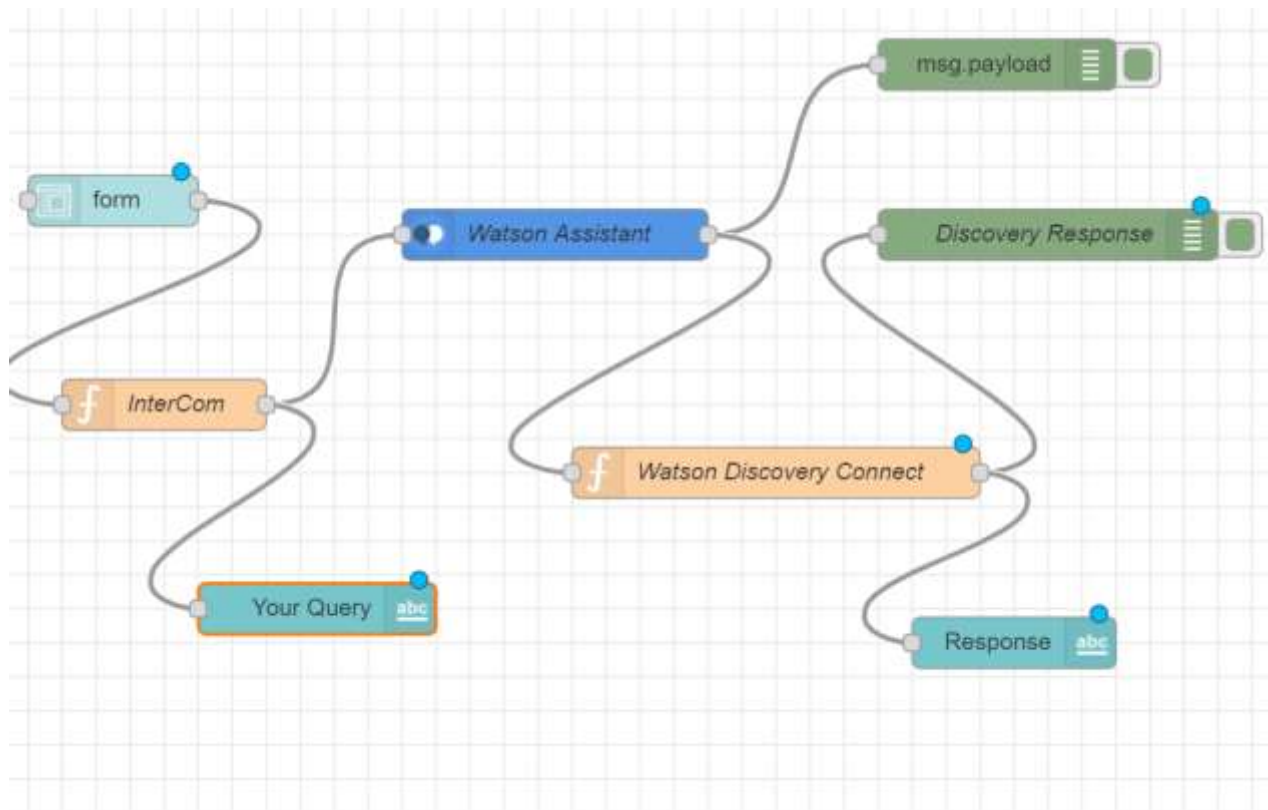 msg.payload
form
Watson Assistant
Discovery Response
InterCom
Watson Discovery Connect
Your Query abc
Response abc